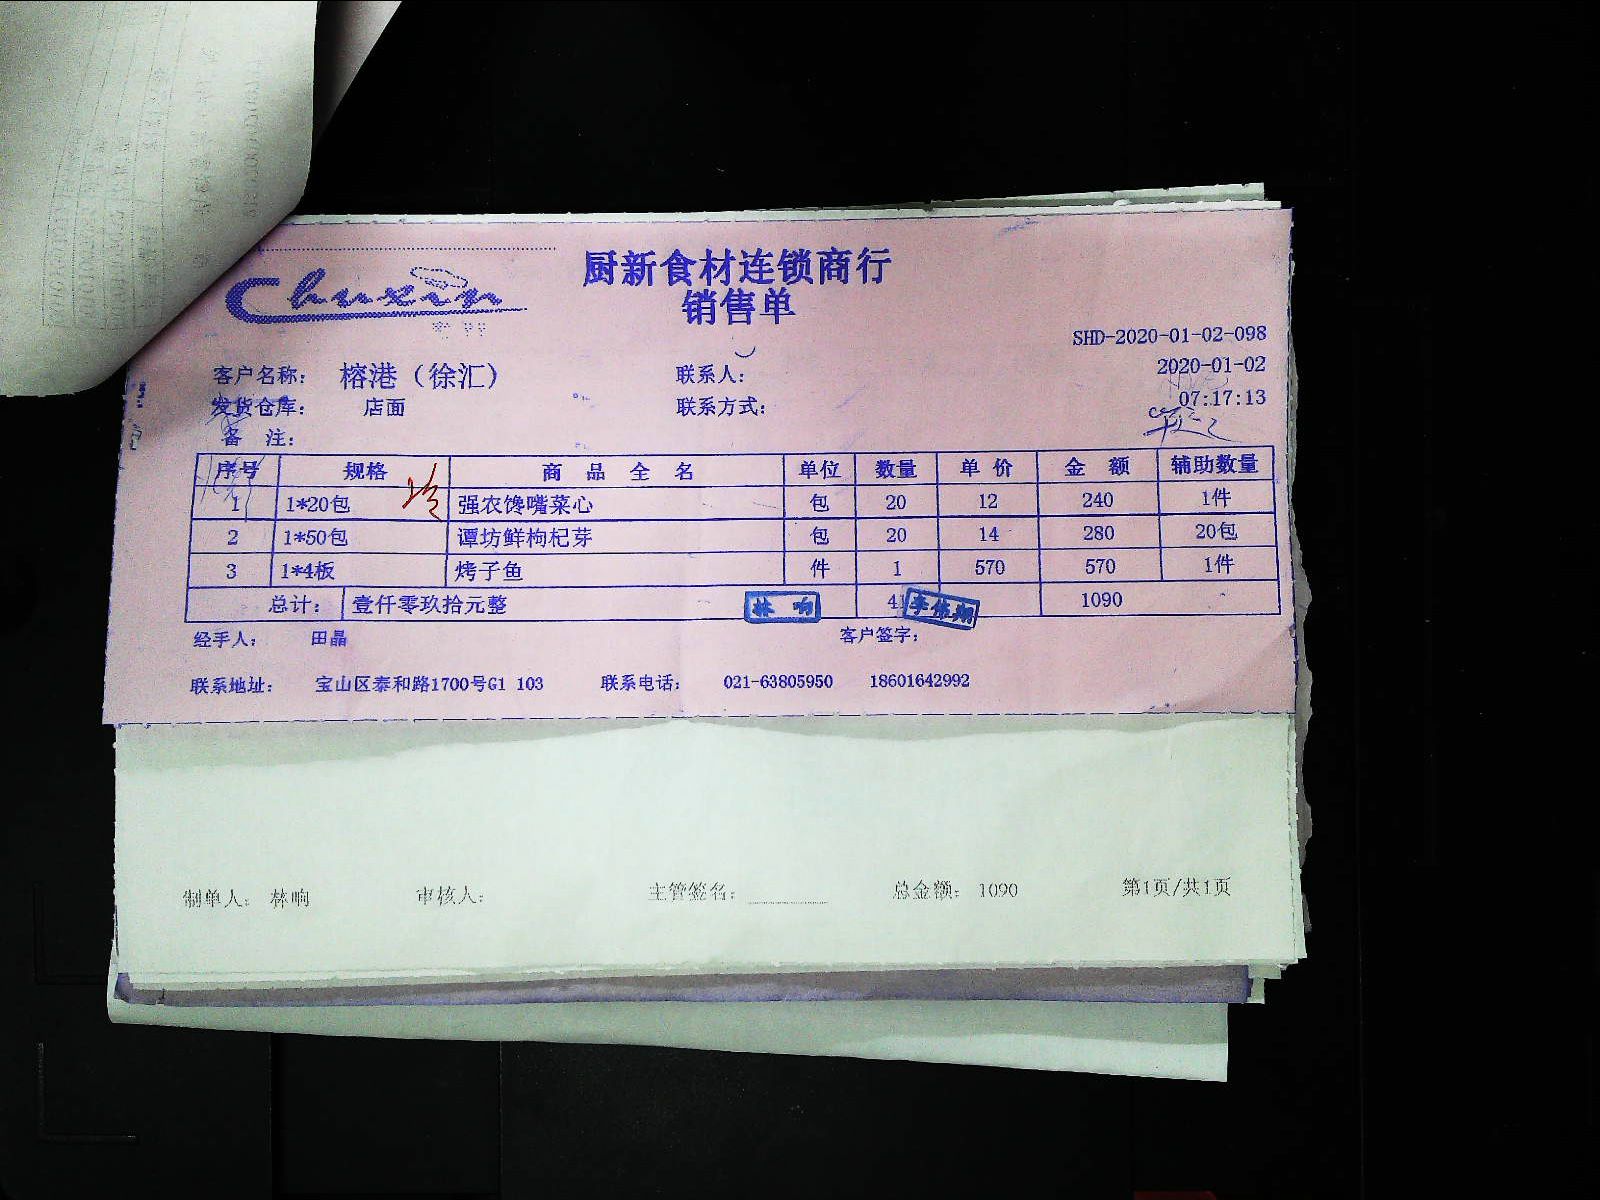 Chuxin
厨新食材连锁商行
销售单
SHD-2020-01-02-098
客户名称： 榕港（徐汇） 联系人： 2020-01-02
发货仓库： 店面 联系方式： 07:17:13
备 注：
序号 规格 商 品 全 名 单位 数量 单 价 金 额 辅助数量
1 1*20包 强农馋嘴菜心 包 20 12 240 1件
2 1*50包 谭坊鲜枸杞芽 包 20 14 280 20包
3 1*4板 烤子鱼 件 1 570 570 1件
总计： 壹仟零玖拾元整 林 响 41 李伟翔 1090
经手人： 田晶 客户签字：
联系地址： 宝山区泰和路1700号G1 103 联系电话： 021-63805950 18601642992
制单人： 林响 审核人： 主管签名： 总金额： 1090 第1页/共1页